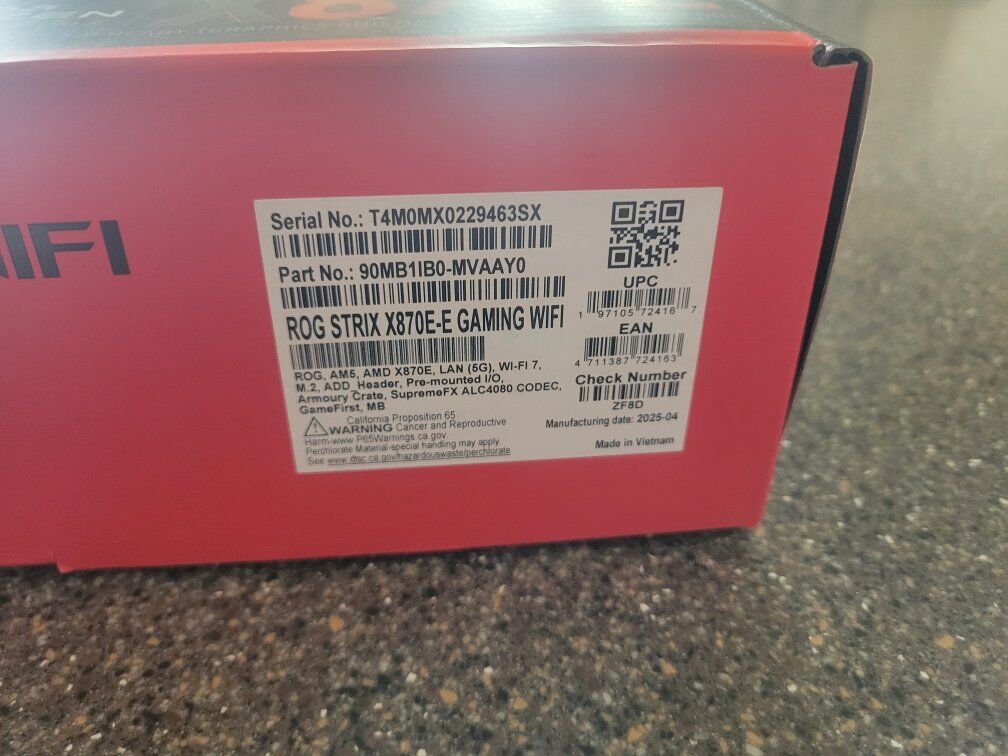 Serial No.: T4M0MX0229463SX
Part No.: 90MB1IB0-MVAAY0
ROG STRIX X870E-E GAMING WIFI
ROG, AM5, AMD X870E, LAN (5G), WI-FI 7,
M.2, ADD_Header, Pre-mounted I/O,
Armoury Crate, SupremeFX ALC4080 CODEC,
GameFirst, MB
California Proposition 65
WARNING Cancer and Reproductive
Harm-www.P65Warnings.ca.gov
Perchlorate Material-special handling may apply.
See www.dtsc.ca.gov/hazardouswaste/perchlorate
UPC
1 97105 72416 7
EAN
4 711387 724163
Check Number
ZF8D
Manufacturing date: 2025-04
Made in Vietnam